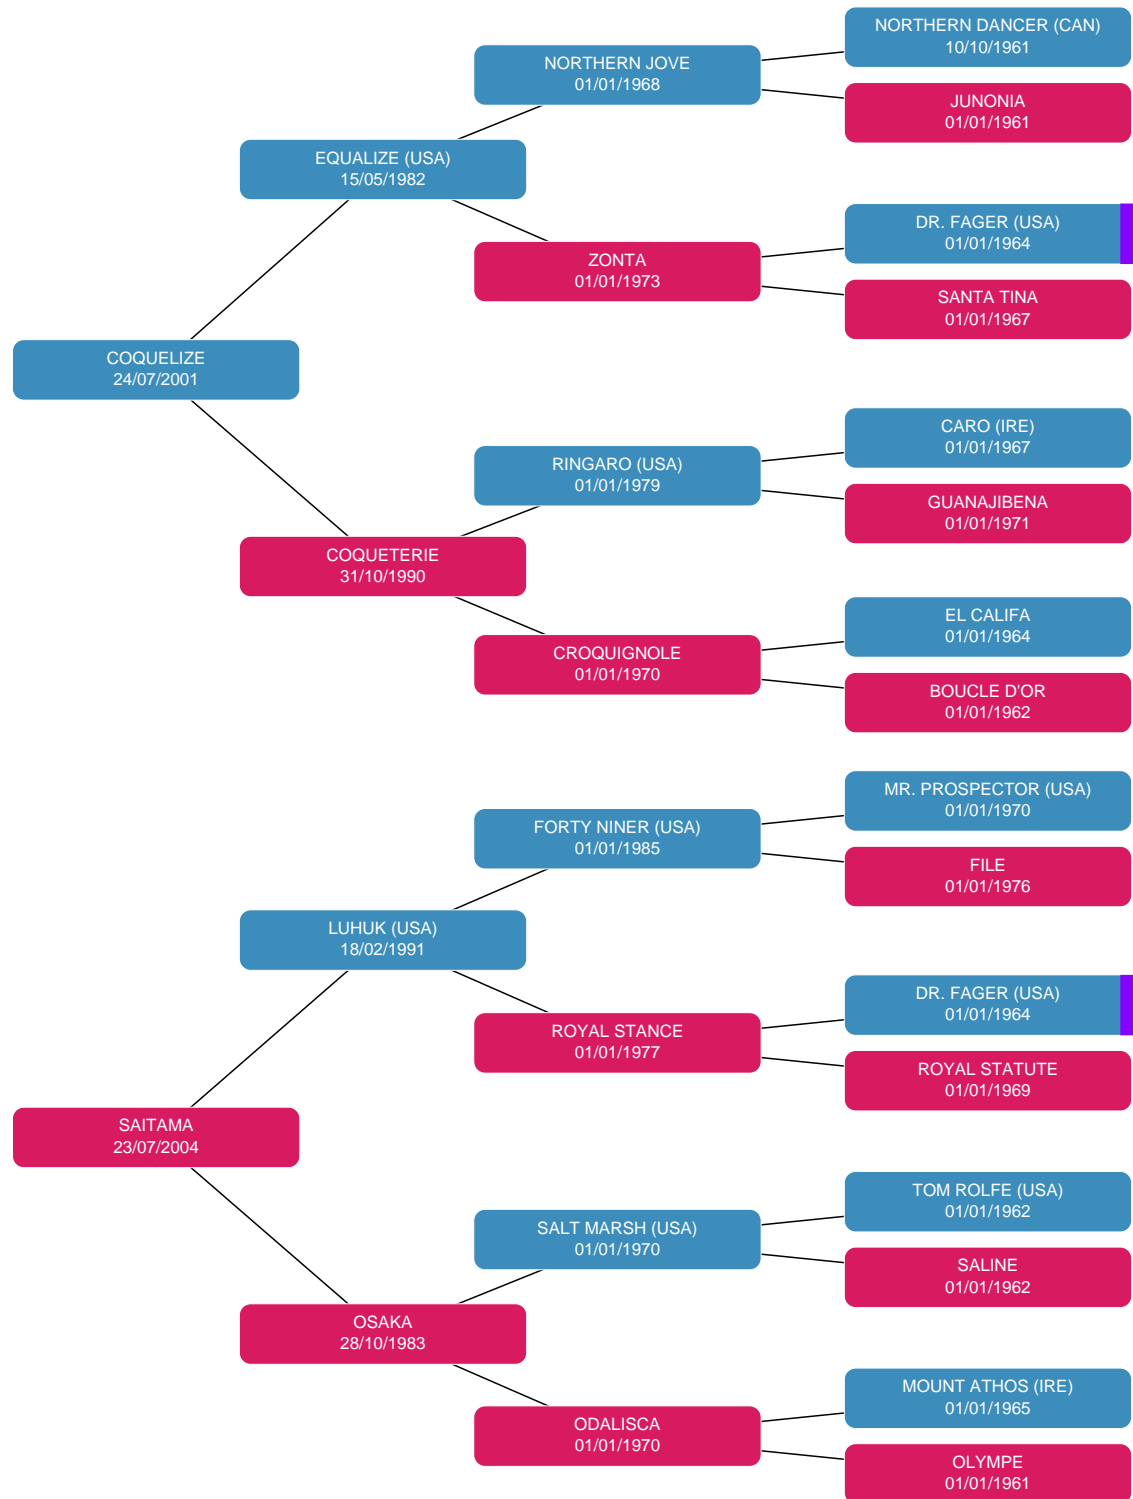 NORTHERN DANCER (CAN)
10/10/1961
NORTHERN JOVE
01/01/1968
JUNONIA
01/01/1961
EQUALIZE (USA)
15/05/1982
DR. FAGER (USA)
01/01/1964
ZONTA
01/01/1973
SANTA TINA
01/01/1967
COQUELIZE
24/07/2001
CARO (IRE)
01/01/1967
RINGARO (USA)
01/01/1979
GUANAJIBENA
01/01/1971
COQUETERIE
31/10/1990
EL CALIFA
01/01/1964
CROQUIGNOLE
01/01/1970
BOUCLE D'OR
01/01/1962
MR. PROSPECTOR (USA)
01/01/1970
FORTY NINER (USA)
01/01/1985
FILE
01/01/1976
LUHUK (USA)
18/02/1991
DR. FAGER (USA)
01/01/1964
ROYAL STANCE
01/01/1977
ROYAL STATUTE
01/01/1969
SAITAMA
23/07/2004
TOM ROLFE (USA)
01/01/1962
SALT MARSH (USA)
01/01/1970
SALINE
01/01/1962
OSAKA
28/10/1983
MOUNT ATHOS (IRE)
01/01/1965
ODALISCA
01/01/1970
OLYMPE
01/01/1961